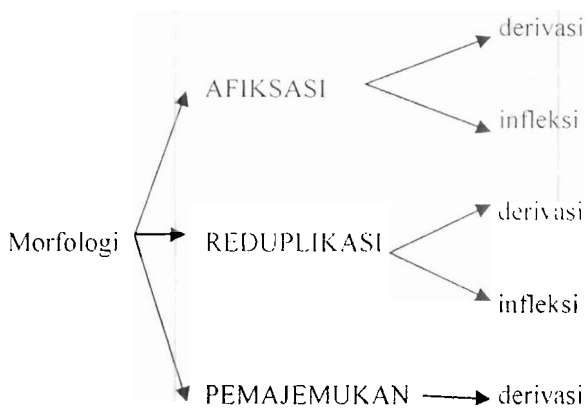 derivasi
AFIKSASI
infleksi
derivasi
Morfologi REDUPLIKASI
infleksi
PEMAJEMUKAN derivasi